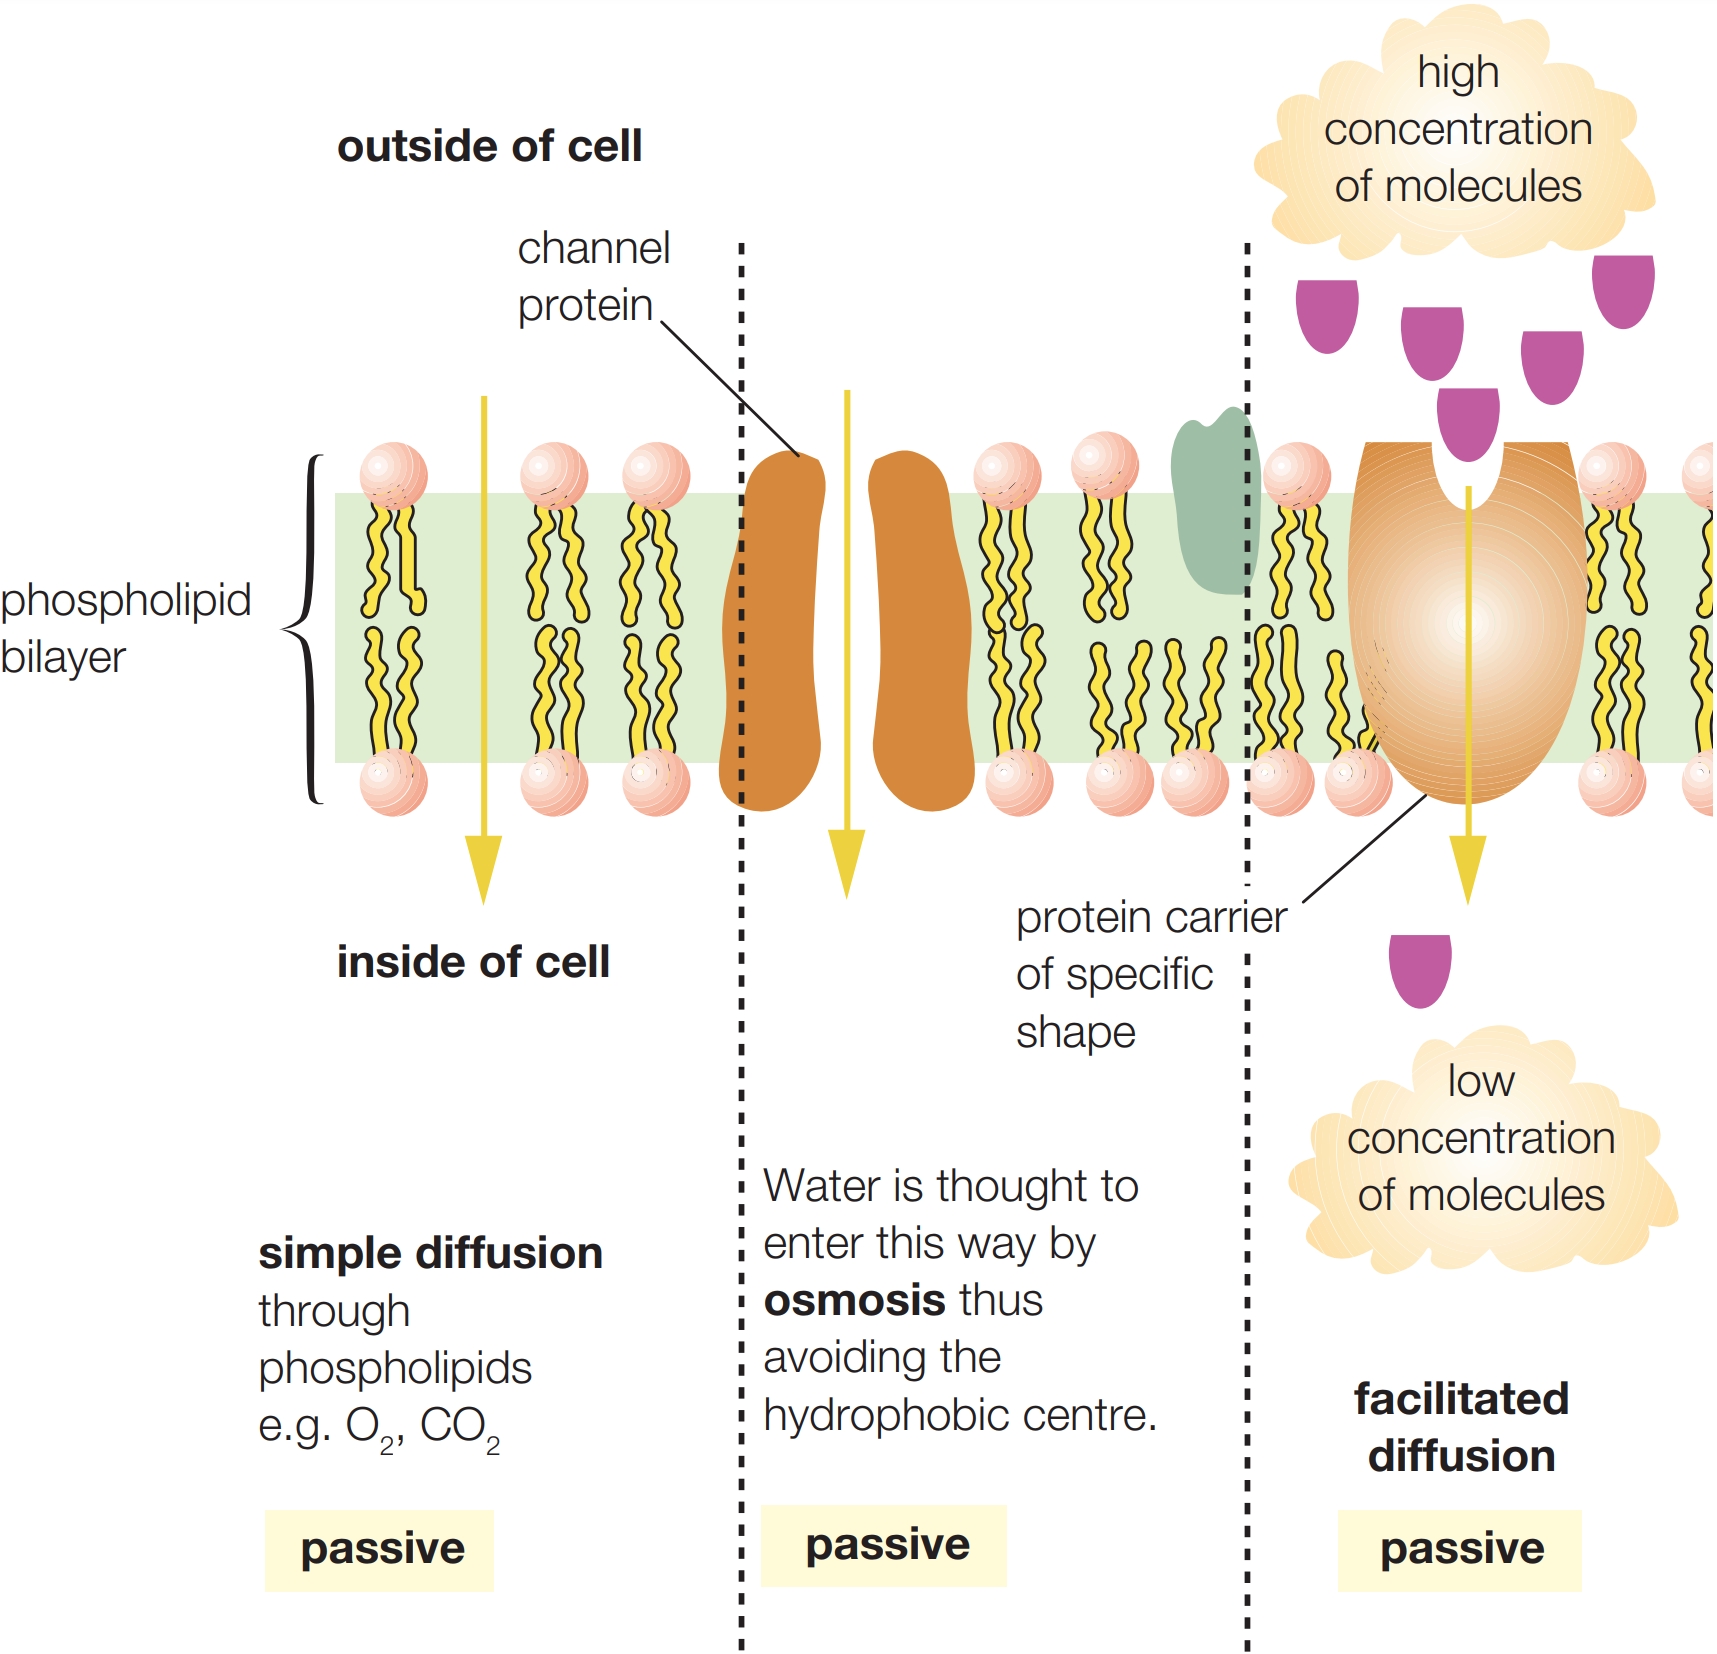 high
concentration
of molecules
outside of cell
channel
protein
phospholipid
bilayer
inside of cell
protein carrier
of specific
shape
low
concentration
of molecules
simple diffusion
through
phospholipids
e.g. O₂, CO₂
passive
Water is thought to
enter this way by
osmosis thus
avoiding the
hydrophobic centre.
passive
facilitated
diffusion
passive